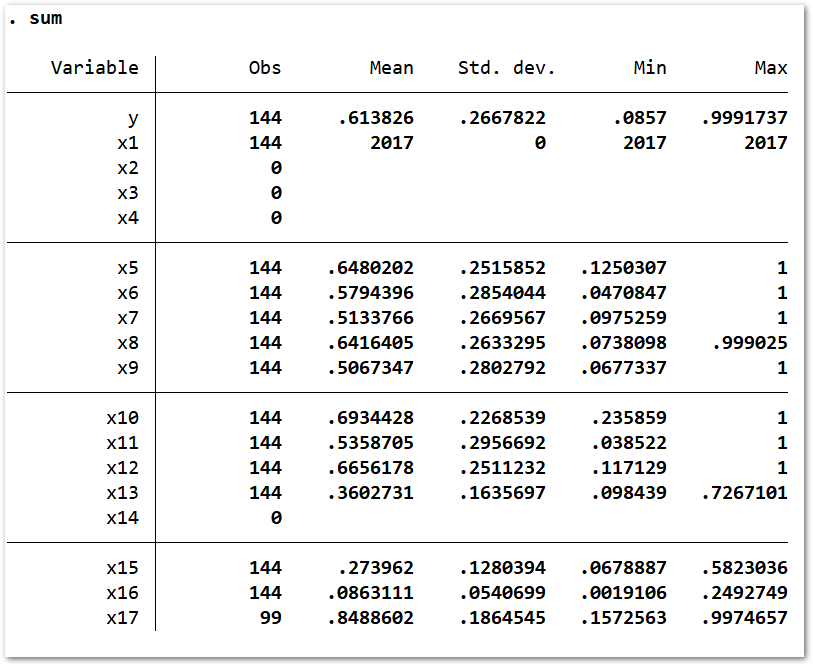 . sum
Variable Obs Mean Std. dev. Min Max
y 144 .613826 .2667822 .0857 .9991737
x1 144 2017 0 2017 2017
x2 0
x3 0
x4 0
x5 144 .6480202 .2515852 .1250307 1
x6 144 .5794396 .2854044 .0470847 1
x7 144 .5133766 .2669567 .0975259 1
x8 144 .6416405 .2633295 .0738098 .999025
x9 144 .5067347 .2802792 .0677337 1
x10 144 .6934428 .2268539 .235859 1
x11 144 .5358705 .2956692 .038522 1
x12 144 .6656178 .2511232 .117129 1
x13 144 .3602731 .1635697 .098439 .7267101
x14 0
x15 144 .273962 .1280394 .0678887 .5823036
x16 144 .0863111 .0540699 .0019106 .2492749
x17 99 .8488602 .1864545 .1572563 .9974657